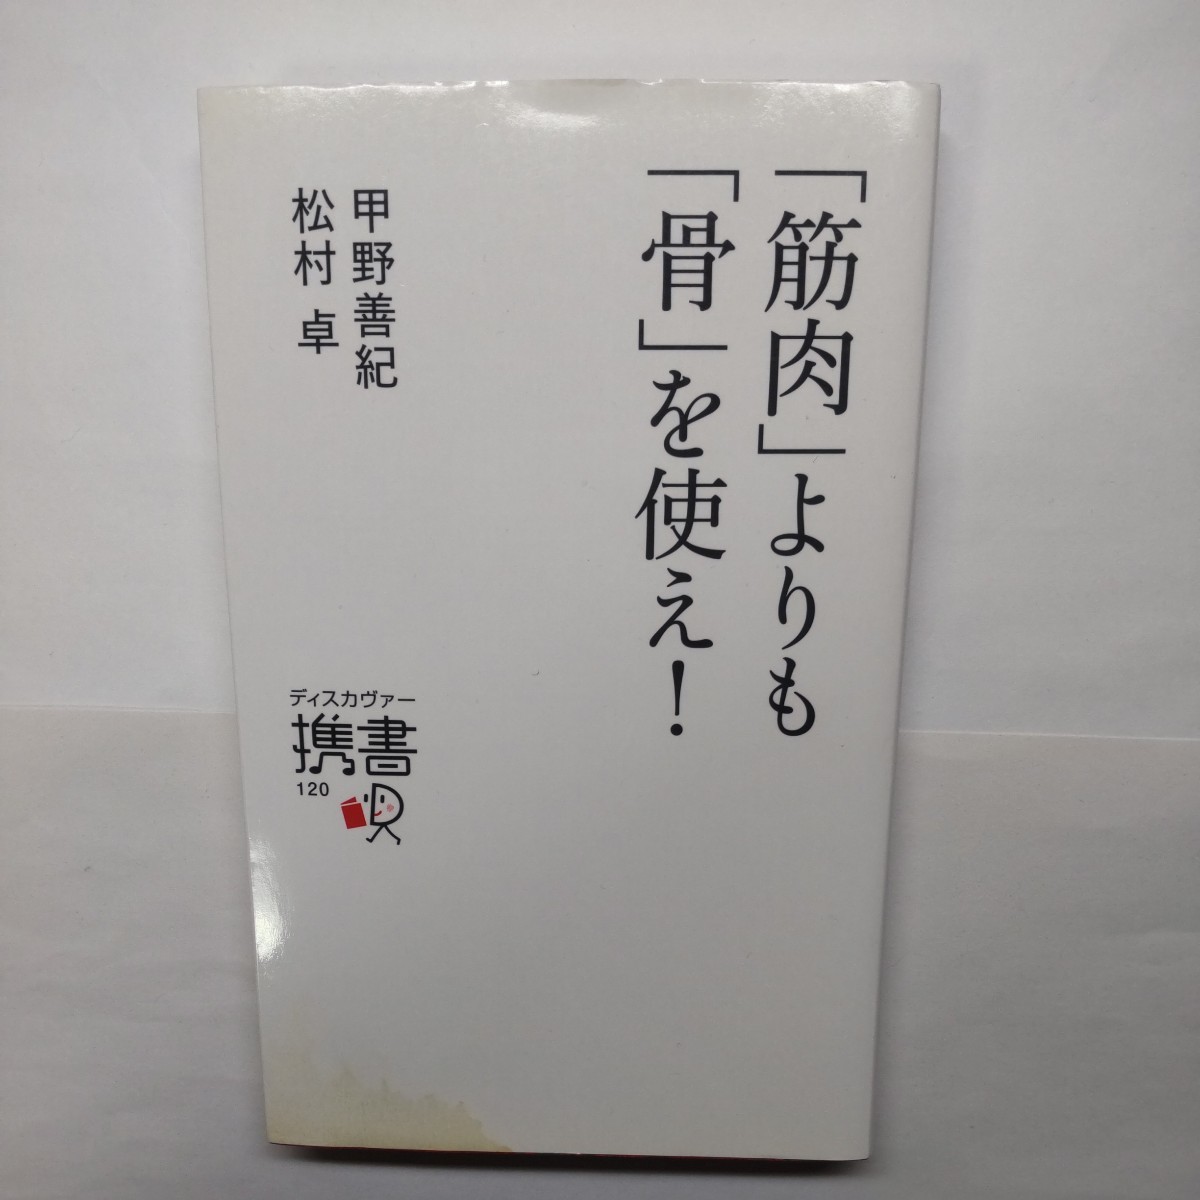 「筋肉」よりも
「骨」を使え！
甲野善紀
松村 卓
ディスカヴァー
携書
120